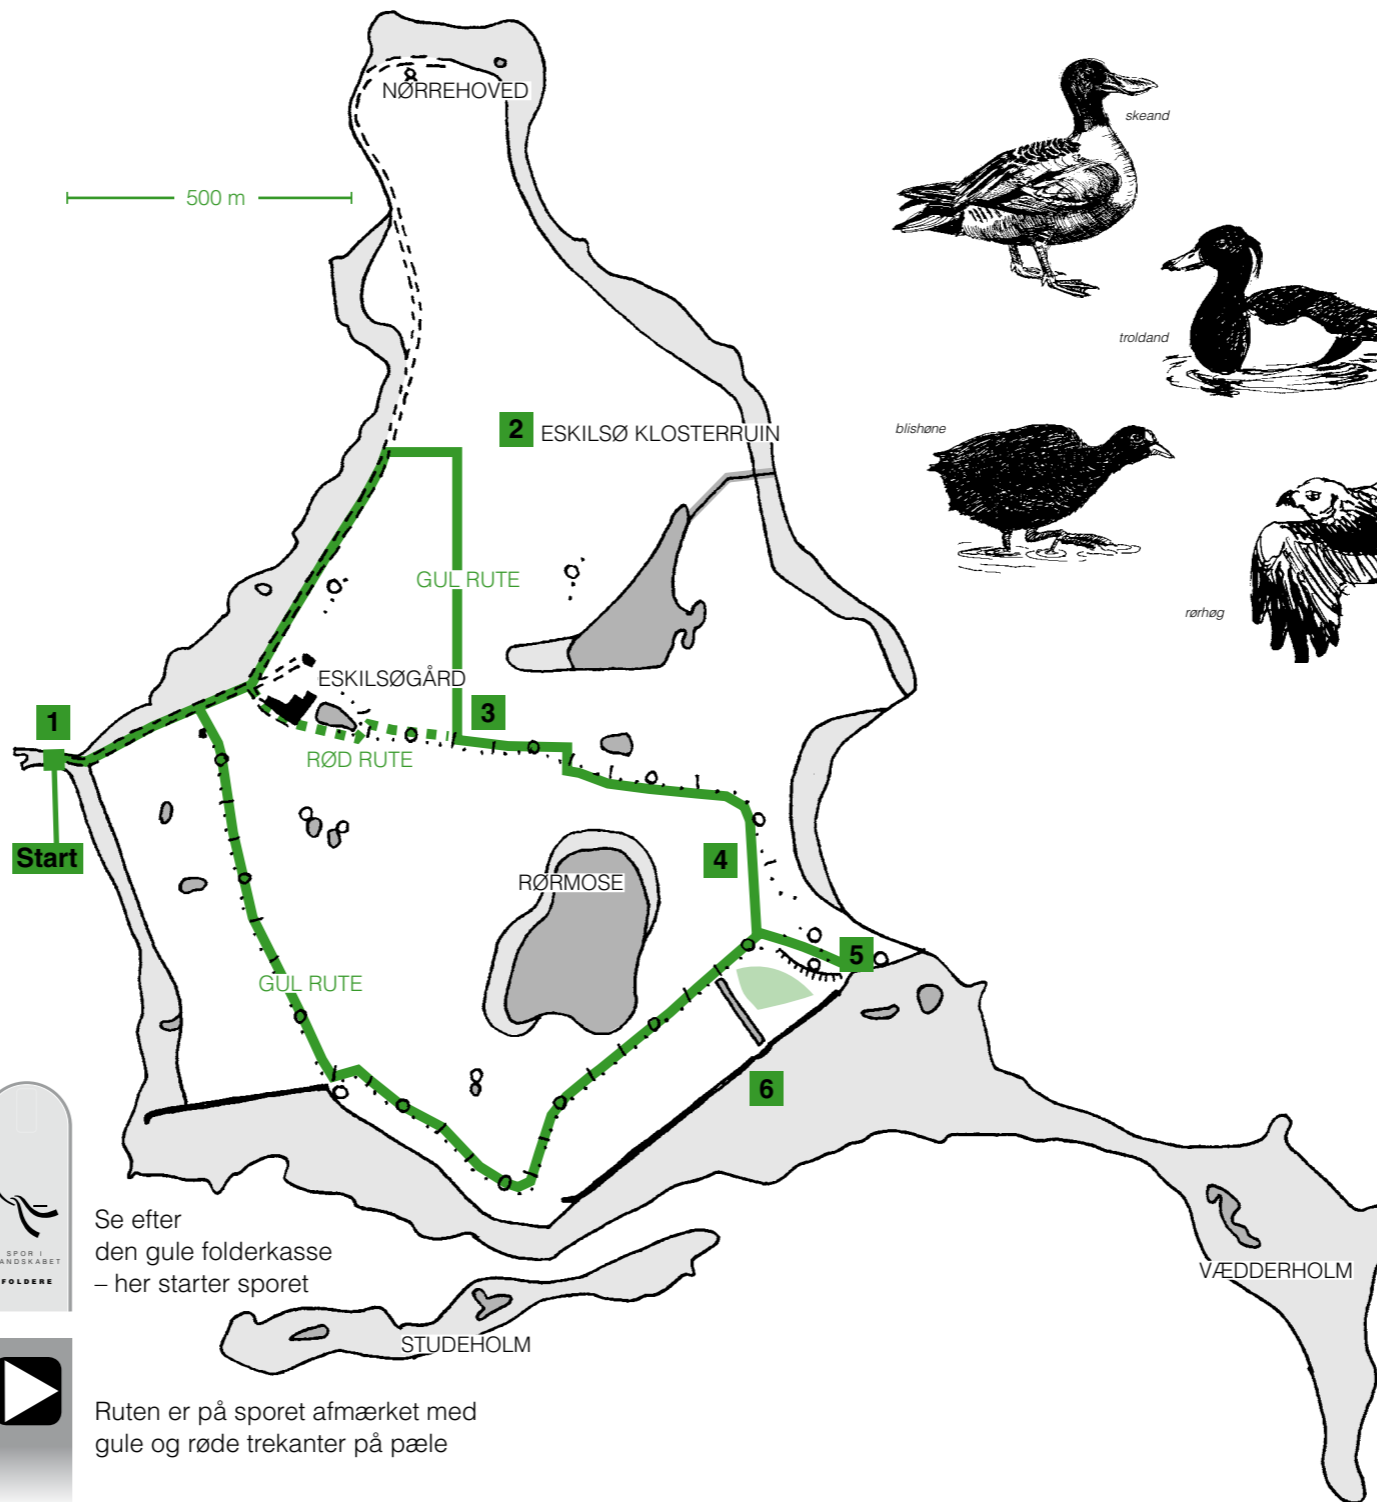 NØRREHOVED
skeand
500 m
troldand
2 ESKILSØ KLOSTERRUIN
blishøne
GUL RUTE
rørhøg
ESKILSØGÅRD
1
3
RØD RUTE
Start
4
RØRMOSE
5
GUL RUTE
6
Se efter
den gule folderkasse
– her starter sporet
SPOR I
LANDSKABET
FOLDERE
VÆDDERHOLM
STUDEHOLM
Ruten er på sporet afmærket med
gule og røde trekanter på pæle